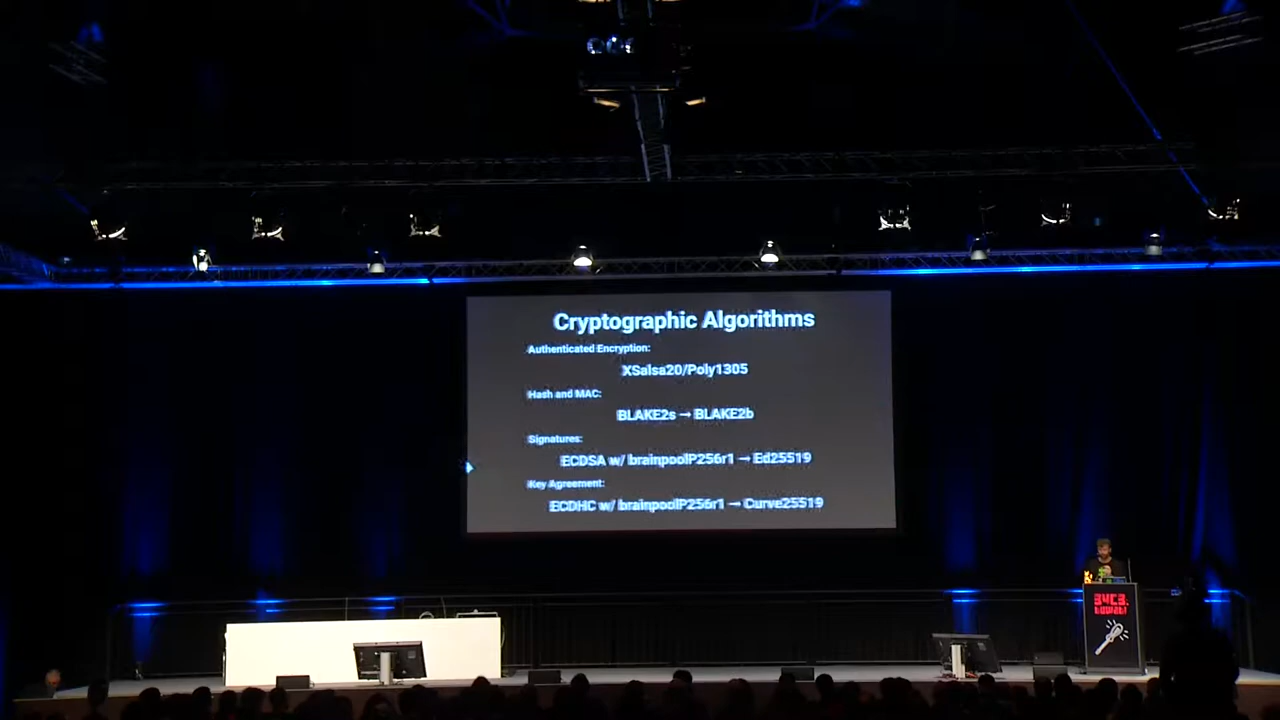 Cryptographic Algorithms
Authenticated Encryption:
XSalsa20/Poly1305
Hash and MAC:
BLAKE2s → BLAKE2b
Signatures:
ECDSA w/ brainpoolP256r1 → Ed25519
Key Agreement:
ECDHC w/ brainpoolP256r1 → Curve25519
34C3.